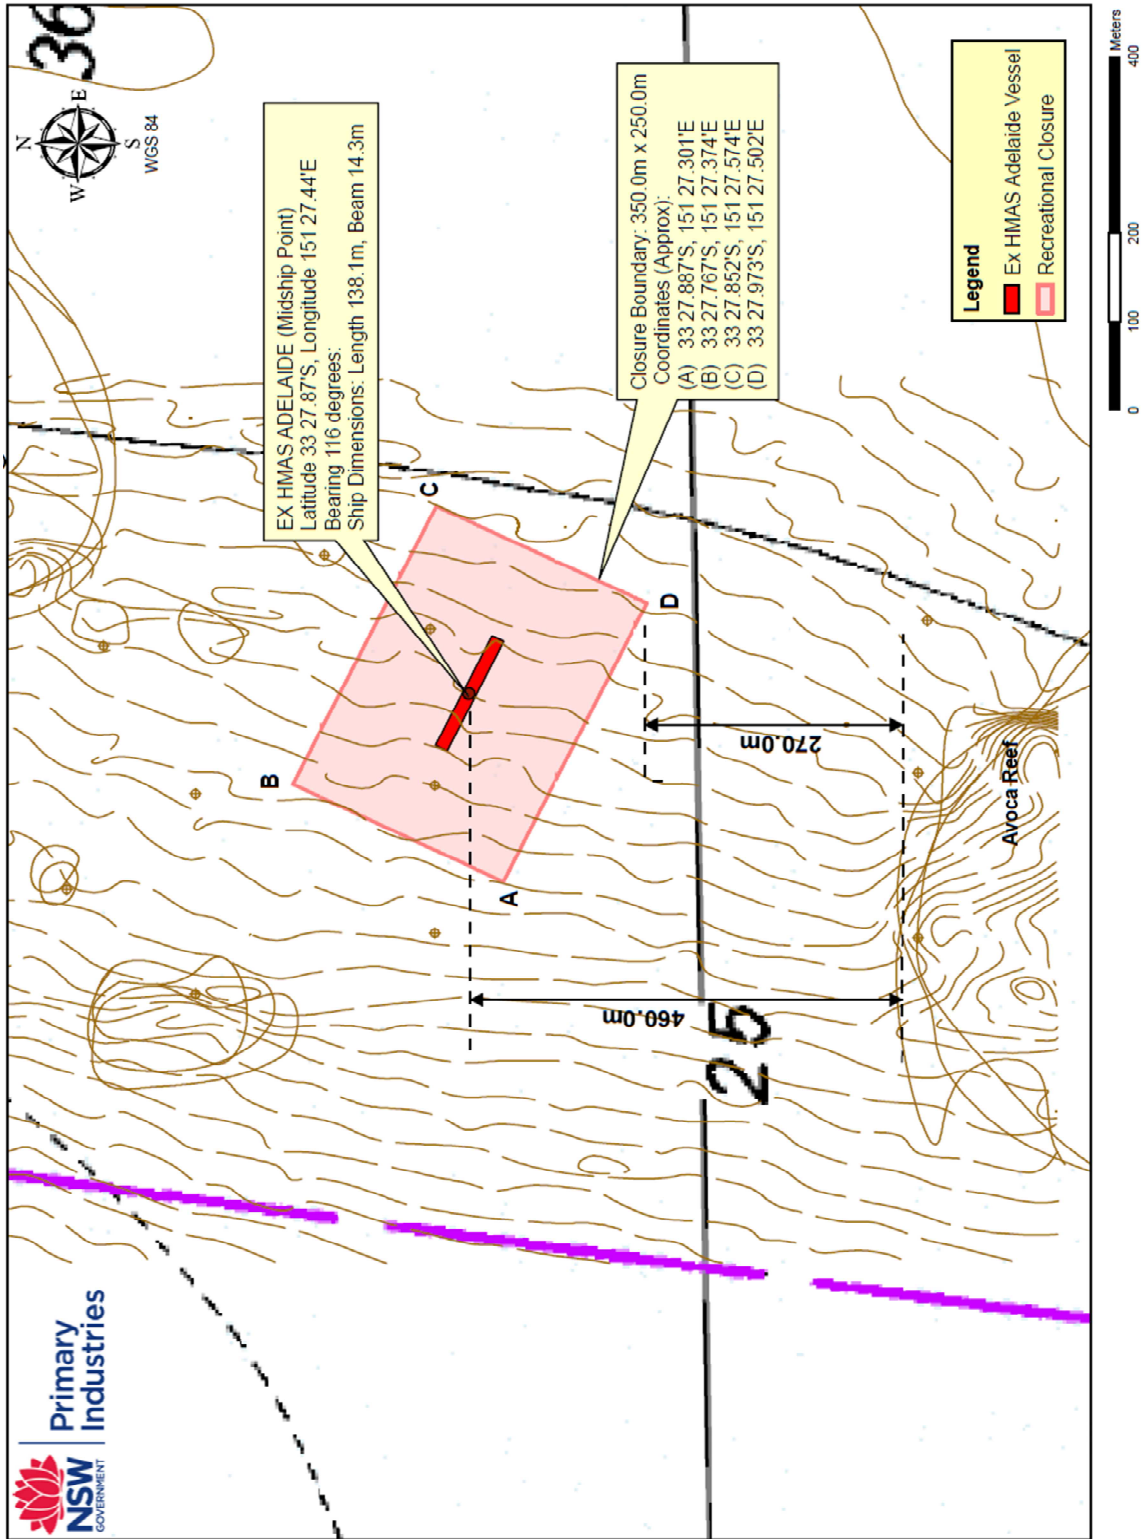 NSW
GOVERNMENT
Primary
Industries
36
N
W
E
S
WGS 84
EX HMAS ADELAIDE (Midship Point)
Latitude 33 27.87'S, Longitude 151 27.44'E
Bearing 116 degrees:
Ship Dimensions: Length 138.1m, Beam 14.3m
B
C
A
D
Closure Boundary: 350.0m x 250.0m
Coordinates (Approx):
(A) 33 27.887'S, 151 27.301'E
(B) 33 27.767'S, 151 27.374'E
(C) 33 27.852'S, 151 27.574'E
(D) 33 27.973'S, 151 27.502'E
460.0m
270.0m
25
Avoca Reef
Legend
Ex HMAS Adelaide Vessel
Recreational Closure
0 100 200 400
Meters